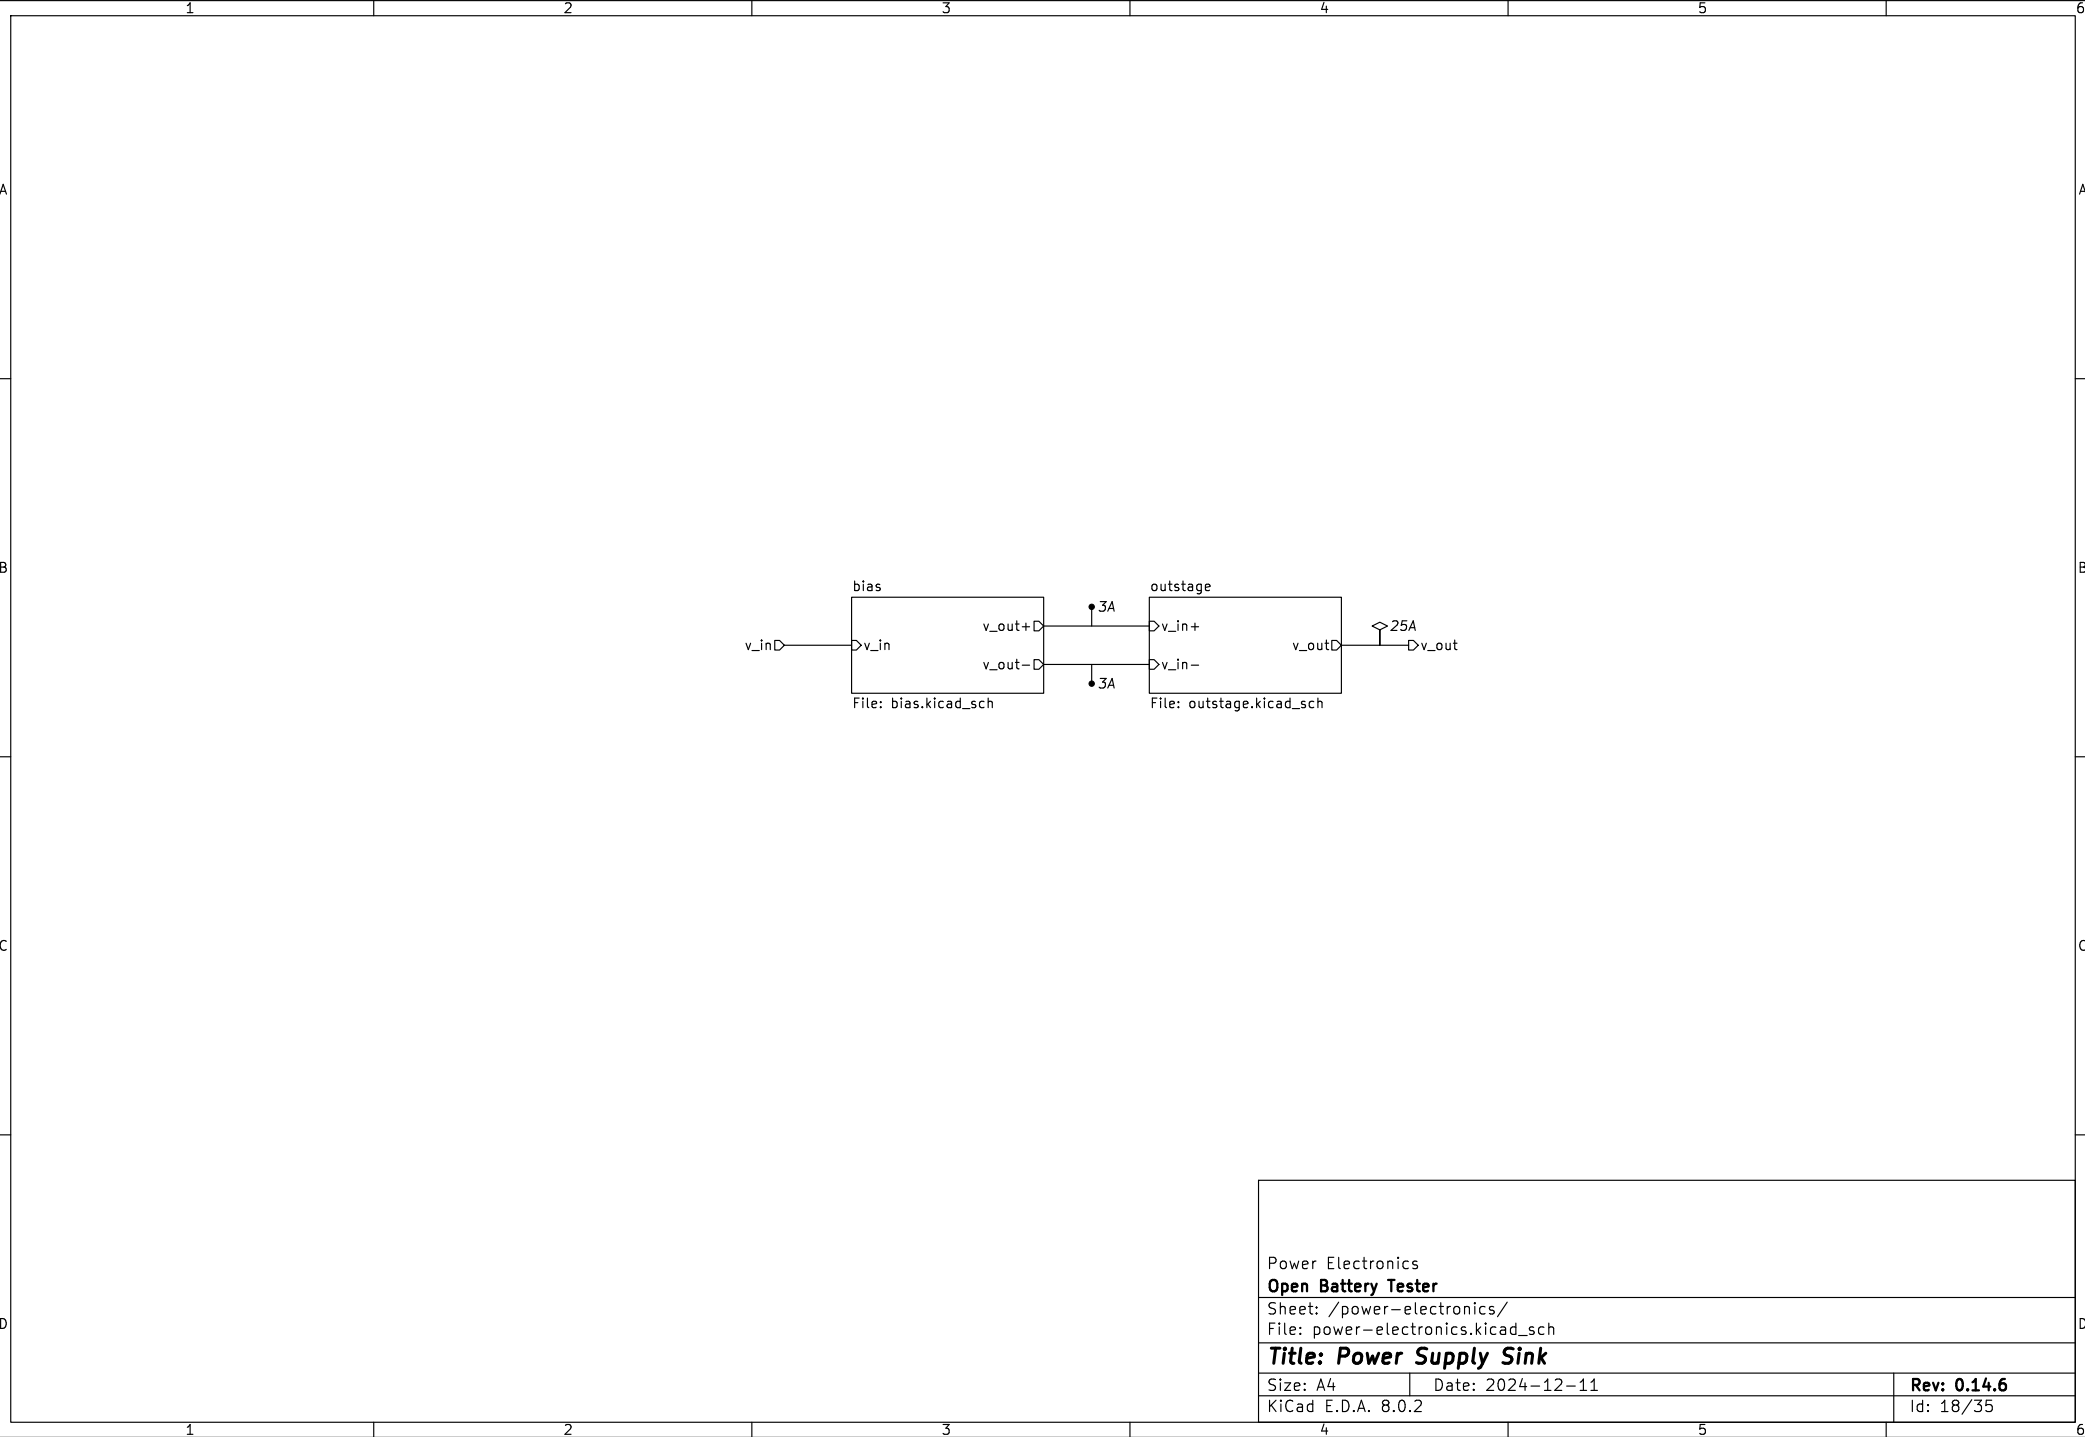 1 2 3 4 5 6
A A
B B
bias
outstage
3A
v_out+ v_in+
25A
v_in v_in
v_out v_out
v_out- v_in-
3A
File: bias.kicad_sch
File: outstage.kicad_sch
C C
Power Electronics
Open Battery Tester
Sheet: /power-electronics/
File: power-electronics.kicad_sch
D D
Title: Power Supply Sink
Size: A4 Date: 2024-12-11 Rev: 0.14.6
KiCad E.D.A. 8.0.2 Id: 18/35
1 2 3 4 5 6